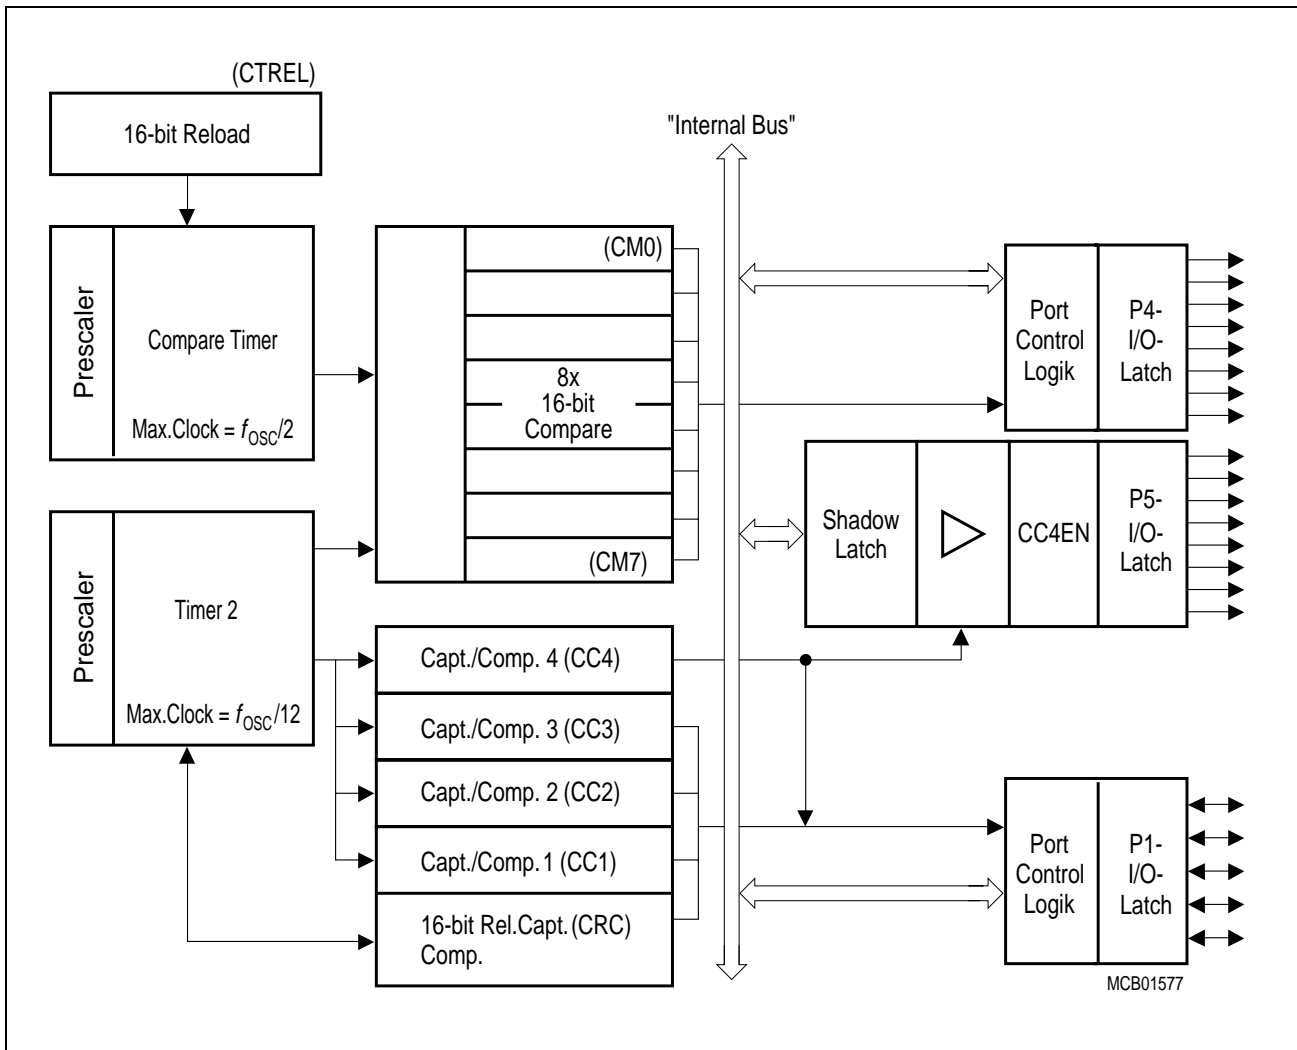 (CTREL)
16-bit Reload
"Internal Bus"
Prescaler
Compare Timer
Max.Clock = fOSC/2
(CM0)
8x
16-bit
Compare
(CM7)
Port
Control
Logik
P4-
I/O-
Latch
Shadow
Latch
CC4EN
P5-
I/O-
Latch
Prescaler
Timer 2
Max.Clock = fOSC/12
Capt./Comp. 4 (CC4)
Capt./Comp. 3 (CC3)
Capt./Comp. 2 (CC2)
Capt./Comp. 1 (CC1)
16-bit Rel.Capt. (CRC)
Comp.
Port
Control
Logik
P1-
I/O-
Latch
MCB01577